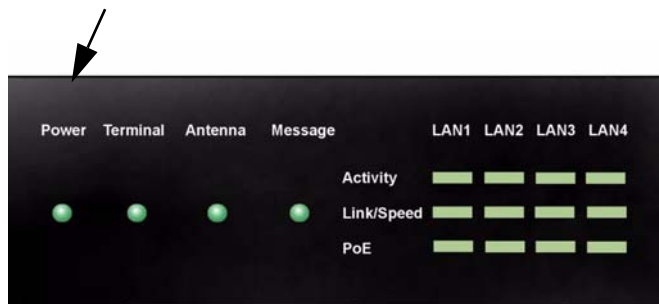 Power Terminal Antenna Message LAN1 LAN2 LAN3 LAN4
Activity
Link/Speed
PoE